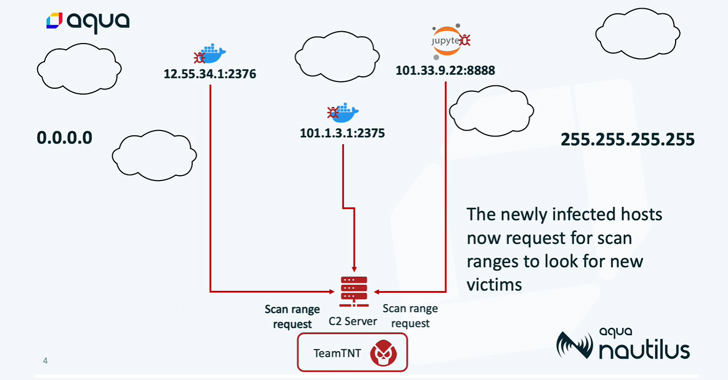 aqua
jupyter
12.55.34.1:2376
101.33.9.22:8888
101.1.3.1:2375
0.0.0.0
255.255.255.255
The newly infected hosts
now request for scan
ranges to look for new
victims
Scan range
request
C2 Server
Scan range
request
TeamTNT
aqua
nautilus
4